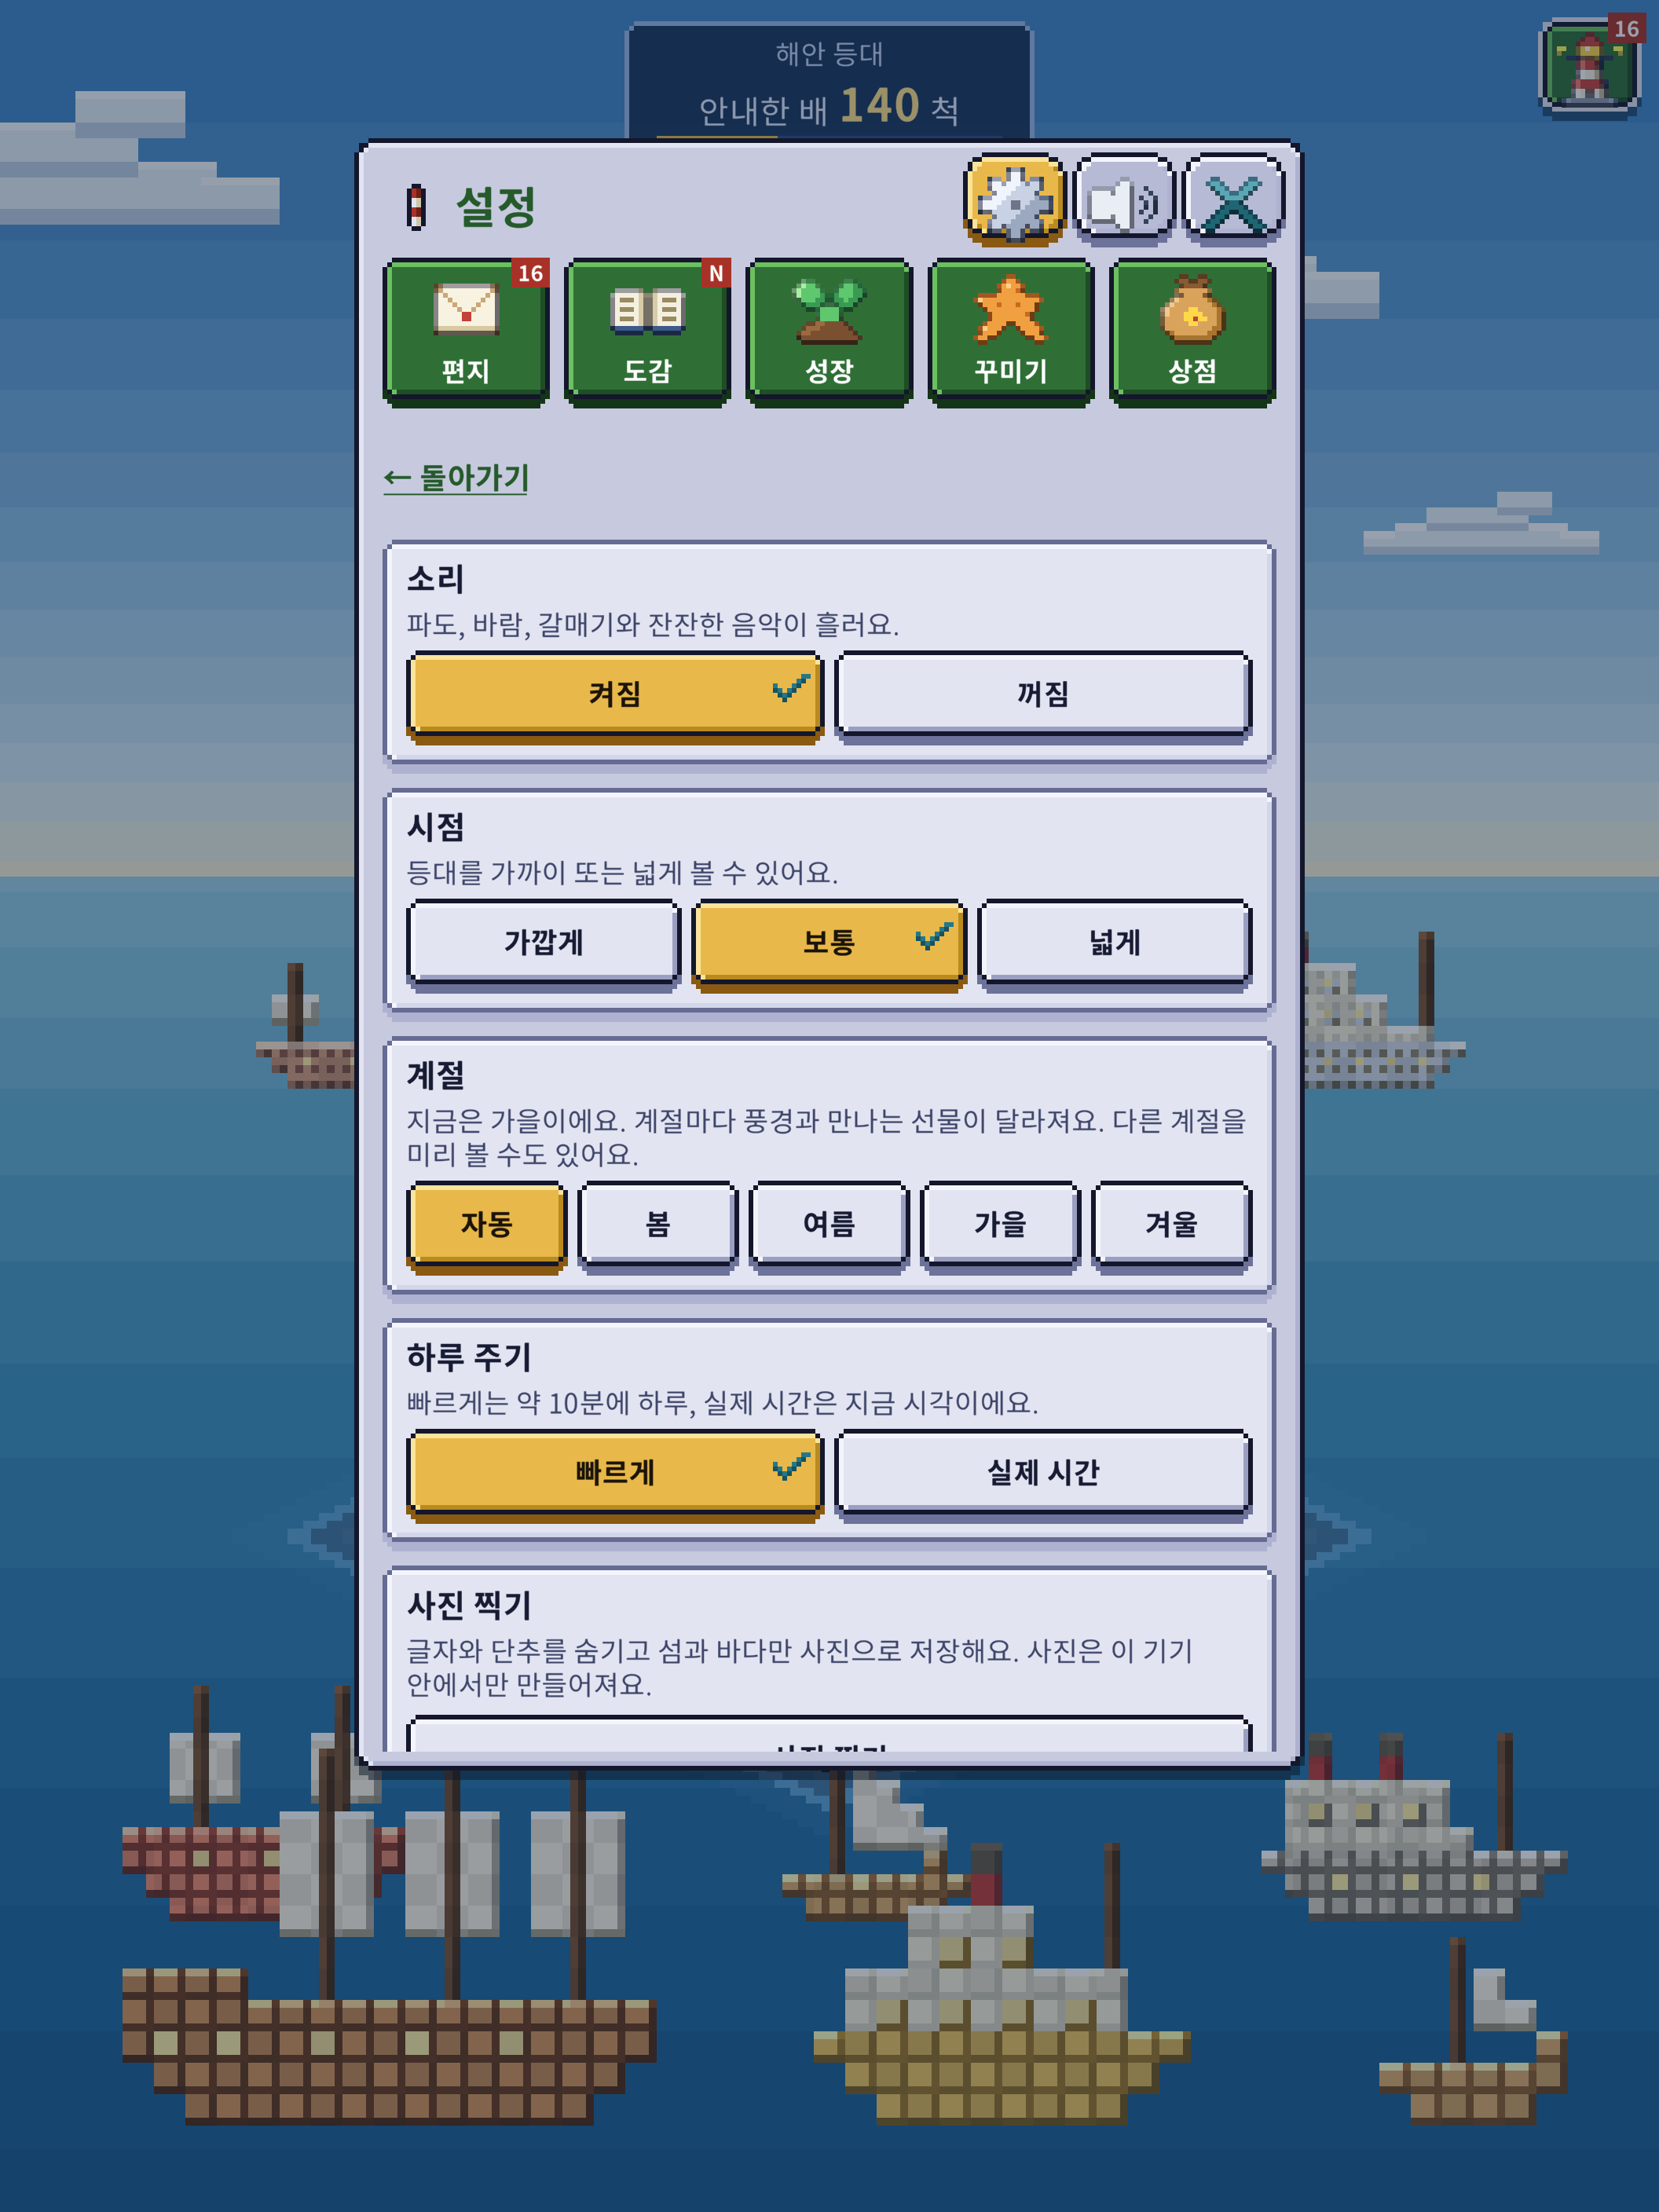 해안 등대
안내한 배 140 척
16
설정
16
편지
N
도감
성장
꾸미기
상점
← 돌아가기
소리
파도, 바람, 갈매기와 잔잔한 음악이 흘러요.
켜짐
꺼짐
시점
등대를 가까이 또는 넓게 볼 수 있어요.
가깝게
보통
넓게
계절
지금은 가을이에요. 계절마다 풍경과 만나는 선물이 달라져요. 다른 계절을
미리 볼 수도 있어요.
자동
봄
여름
가을
겨울
하루 주기
빠르게는 약 10분에 하루, 실제 시간은 지금 시각이에요.
빠르게
실제 시간
사진 찍기
글자와 단추를 숨기고 섬과 바다만 사진으로 저장해요. 사진은 이 기기
안에서만 만들어져요.